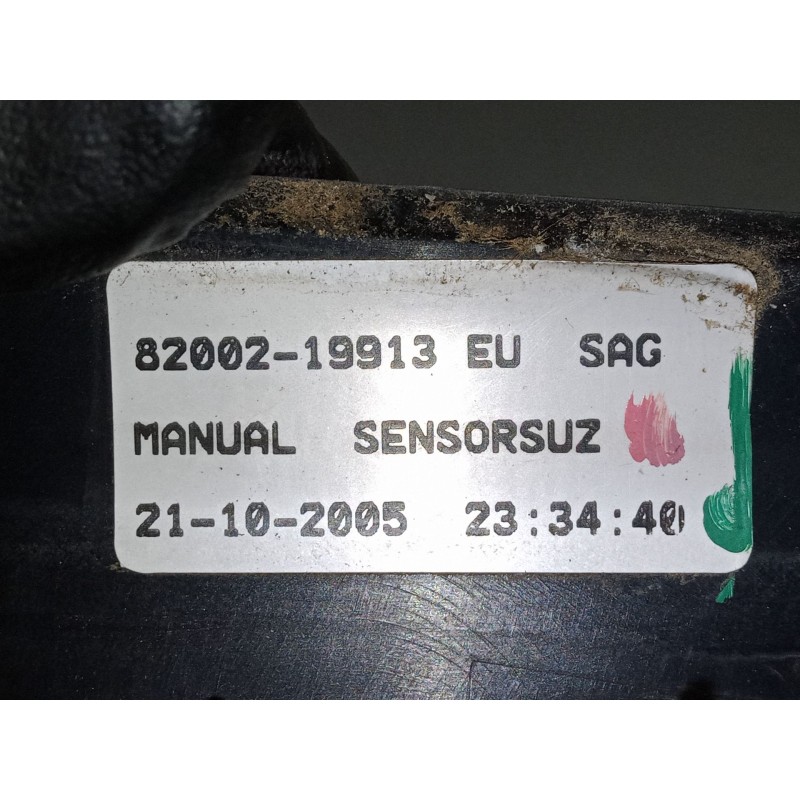 82002-19913 EU SAG
MANUAL SENSORSUZ
21-10-2005 23:34:40